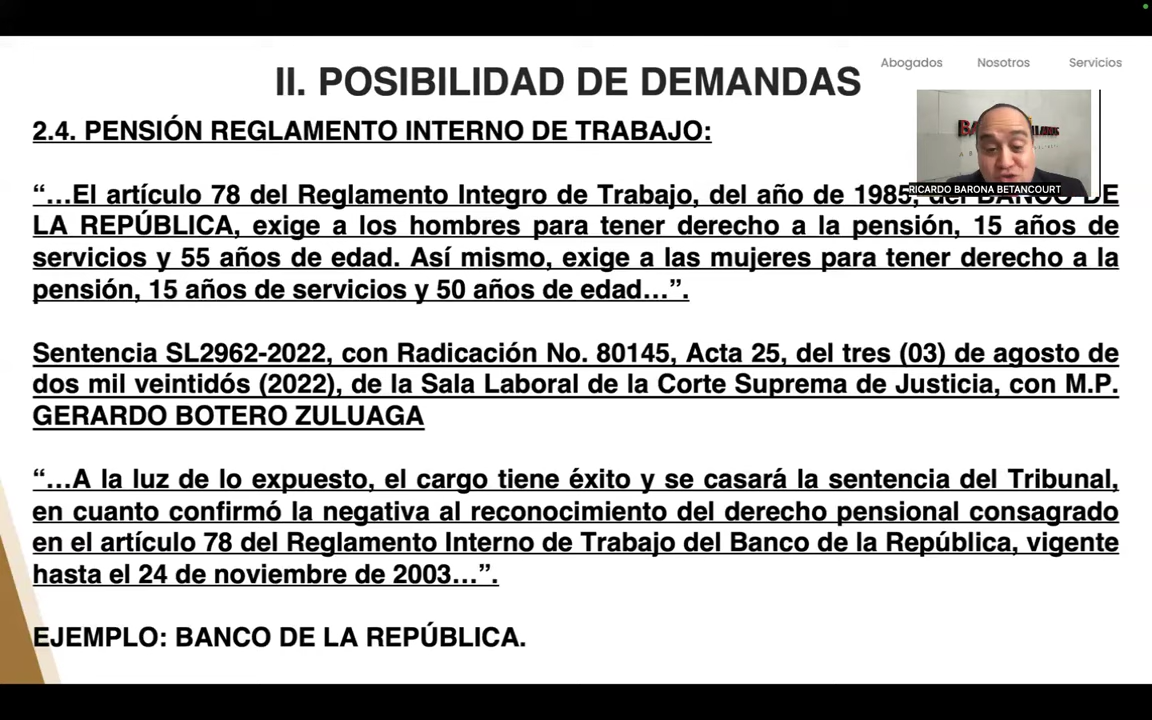 Abogados Nosotros Servicios
II. POSIBILIDAD DE DEMANDAS
2.4. PENSIÓN REGLAMENTO INTERNO DE TRABAJO:
RICARDO BARONA BETANCOURT
“…El artículo 78 del Reglamento Integro de Trabajo, del año de 1985, del BANCO DE
LA REPÚBLICA, exige a los hombres para tener derecho a la pensión, 15 años de
servicios y 55 años de edad. Así mismo, exige a las mujeres para tener derecho a la
pensión, 15 años de servicios y 50 años de edad…”.
Sentencia SL2962-2022, con Radicación No. 80145, Acta 25, del tres (03) de agosto de
dos mil veintidós (2022), de la Sala Laboral de la Corte Suprema de Justicia, con M.P.
GERARDO BOTERO ZULUAGA
“…A la luz de lo expuesto, el cargo tiene éxito y se casará la sentencia del Tribunal,
en cuanto confirmó la negativa al reconocimiento del derecho pensional consagrado
en el artículo 78 del Reglamento Interno de Trabajo del Banco de la República, vigente
hasta el 24 de noviembre de 2003…”.
EJEMPLO: BANCO DE LA REPÚBLICA.